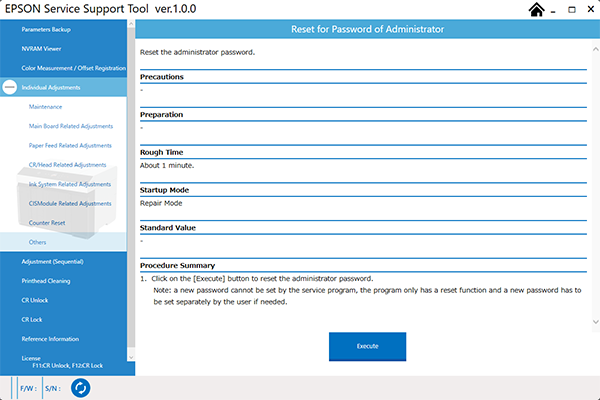 EPSON Service Support Tool ver.1.0.0
Parameters Backup
NVRAM Viewer
Color Measurement / Offset Registration
Individual Adjustments
Maintenance
Main Board Related Adjustments
Paper Feed Related Adjustments
CR/Head Related Adjustments
Ink System Related Adjustments
CISModule Related Adjustments
Counter Reset
Others
Adjustment (Sequential)
Printhead Cleaning
CR Unlock
CR Lock
Reference Information
License
F11:CR Unlock, F12:CR Lock
Reset for Password of Administrator
Reset the administrator password.
Precautions
-
Preparation
-
Rough Time
About 1 minute.
Startup Mode
Repair Mode
Standard Value
-
Procedure Summary
1. Click on the [Execute] button to reset the administrator password.
Note: a new password cannot be set by the service program, the program only has a reset function and a new password has to
be set separately by the user if needed.
Execute
F/W : S/N :